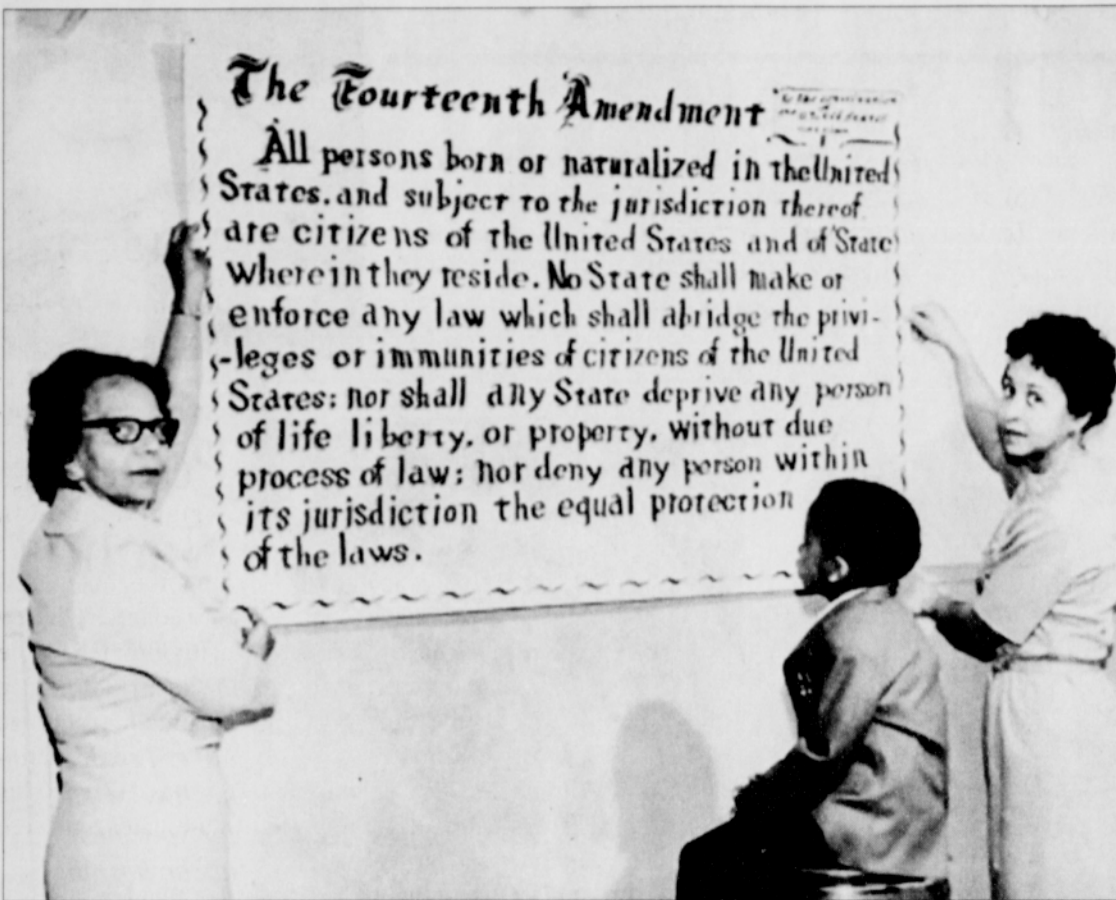 The Fourteenth Amendment
All persons born or naturalized in the United
States, and subject to the jurisdiction thereof
are citizens of the United States and of State
wherein they reside. No State shall make or
enforce any law which shall abridge the privi-
-leges or immunities of citizens of the United
States; nor shall any State deprive any person
of life liberty, or property, without due
process of law; nor deny any person within
its jurisdiction the equal protection
of the laws.